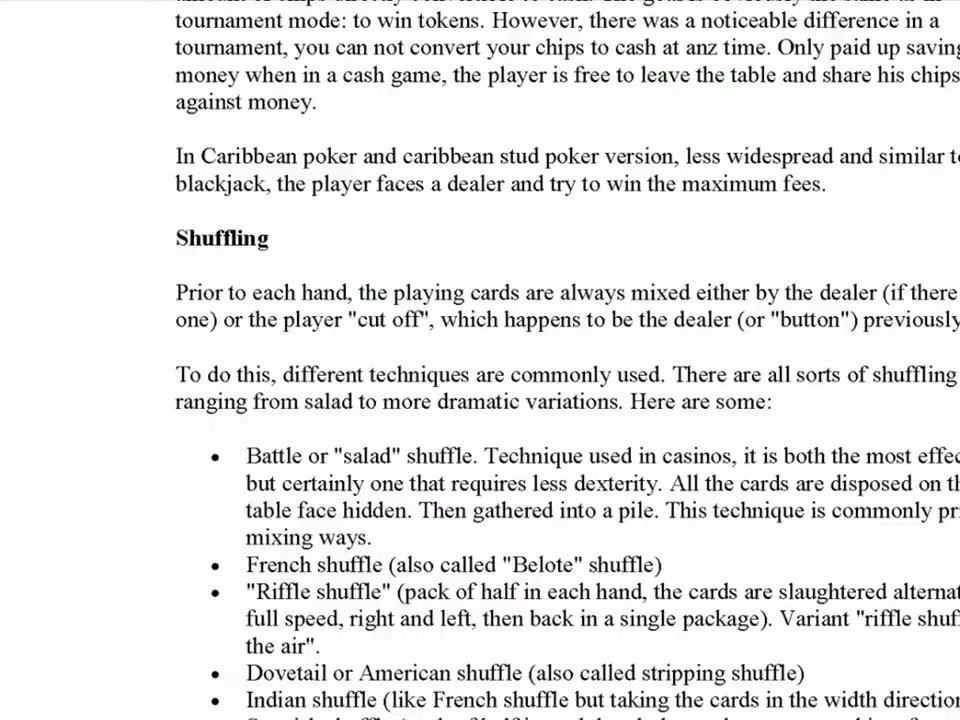 tournament mode: to win tokens. However, there was a noticeable difference in a
tournament, you can not convert your chips to cash at anz time. Only paid up saving
money when in a cash game, the player is free to leave the table and share his chips
against money.
In Caribbean poker and caribbean stud poker version, less widespread and similar to
blackjack, the player faces a dealer and try to win the maximum fees.
Shuffling
Prior to each hand, the playing cards are always mixed either by the dealer (if there
one) or the player "cut off", which happens to be the dealer (or "button") previously
To do this, different techniques are commonly used. There are all sorts of shuffling
ranging from salad to more dramatic variations. Here are some:
• Battle or "salad" shuffle. Technique used in casinos, it is both the most effec
but certainly one that requires less dexterity. All the cards are disposed on th
table face hidden. Then gathered into a pile. This technique is commonly pr
mixing ways.
• French shuffle (also called "Belote" shuffle)
• "Riffle shuffle" (pack of half in each hand, the cards are slaughtered alternat
full speed, right and left, then back in a single package). Variant "riffle shuf
the air".
• Dovetail or American shuffle (also called stripping shuffle)
• Indian shuffle (like French shuffle but taking the cards in the width direction